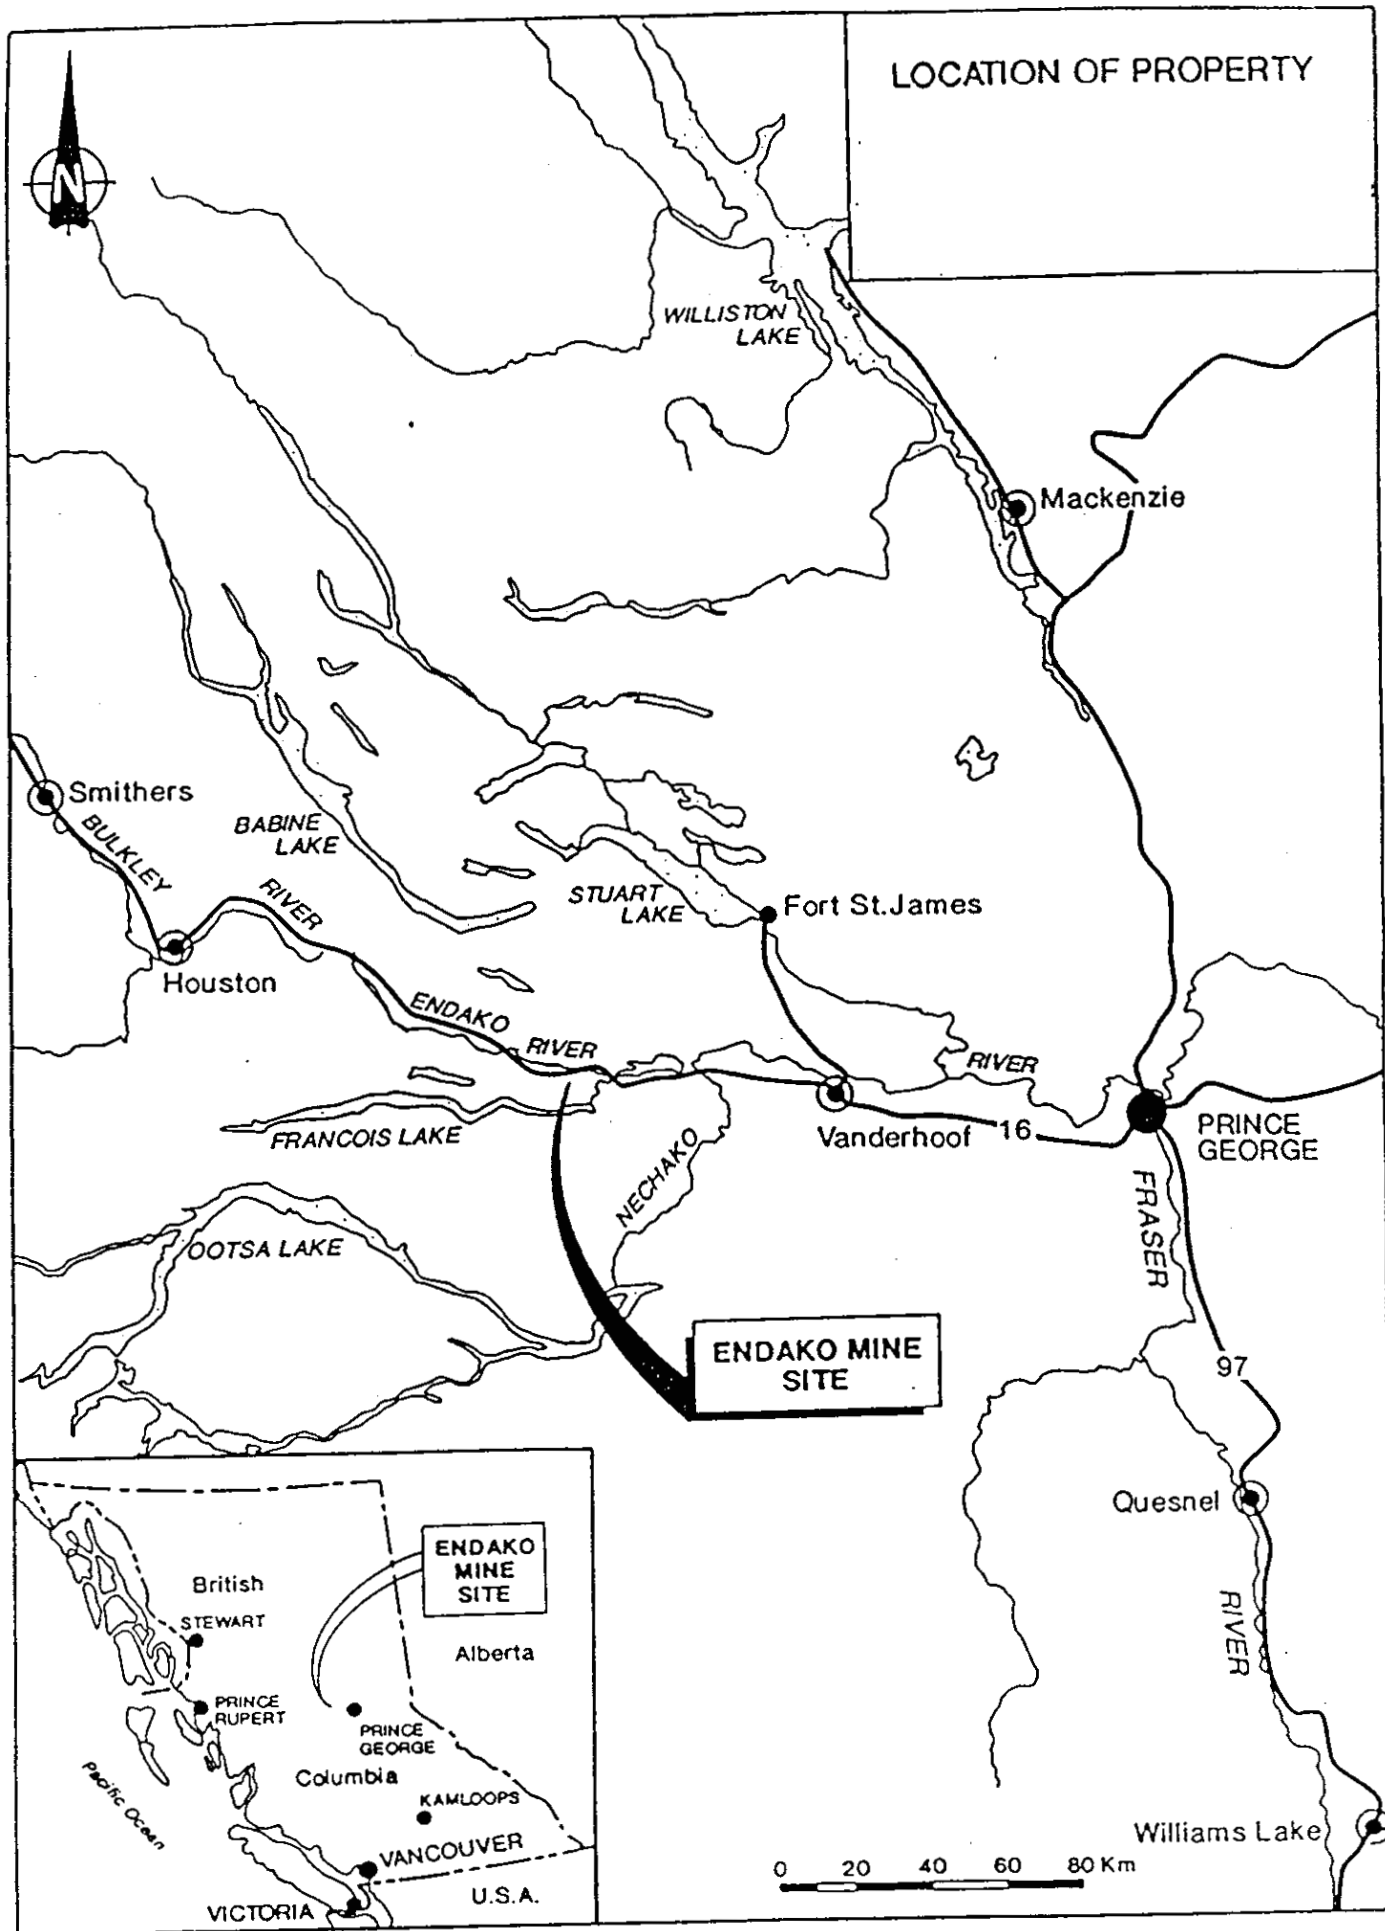 LOCATION OF PROPERTY
N
WILLISTON
LAKE
Mackenzie
Smithers
BULKLEY
RIVER
BABINE
LAKE
STUART
LAKE
Fort St.James
Houston
ENDAKO
RIVER
RIVER
FRANCOIS LAKE
Vanderhoof
16
PRINCE
GEORGE
NECHAKO
FRASER
OOTSA LAKE
ENDAKO MINE
SITE
97
Quesnel
RIVER
Williams Lake
0 20 40 60 80 Km
ENDAKO
MINE
SITE
British
STEWART
Alberta
PRINCE
RUPERT
PRINCE
GEORGE
Columbia
Pacific Ocean
KAMLOOPS
VANCOUVER
U.S.A.
VICTORIA